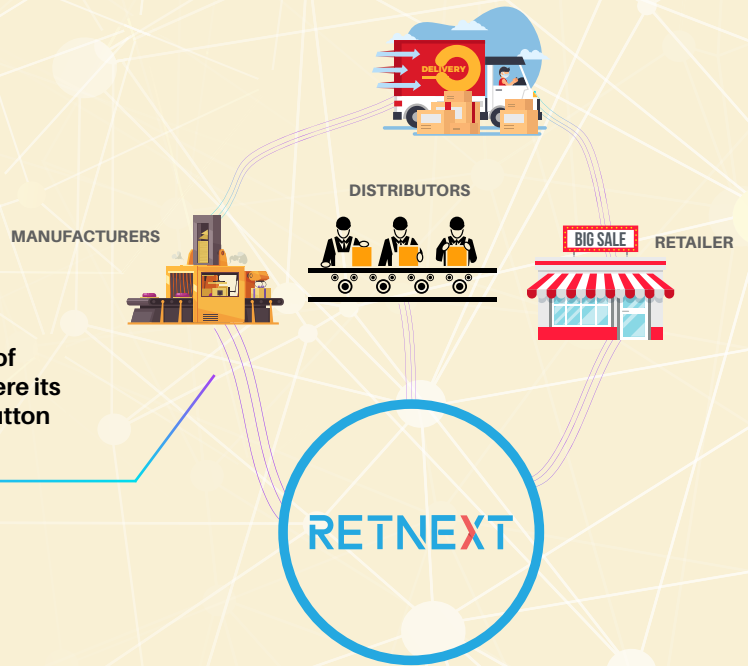 DELIVERY
DISTRIBUTORS
MANUFACTURERS
BIG SALE
RETAILER
of
ere its
utton
RETNEXT